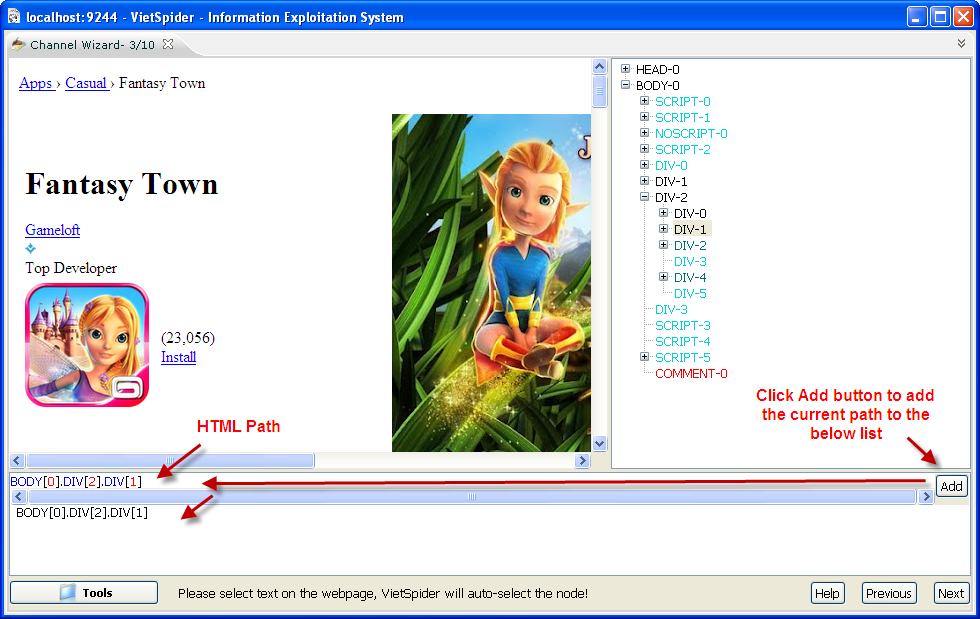 localhost:9244 - VietSpider - Information Exploitation System
Channel Wizard- 3/10
Apps › Casual › Fantasy Town
Fantasy Town
Gameloft
Top Developer
(23,056)
Install
HEAD-0
BODY-0
SCRIPT-0
SCRIPT-1
NOSCRIPT-0
SCRIPT-2
DIV-0
DIV-1
DIV-2
DIV-0
DIV-1
DIV-2
DIV-3
DIV-4
DIV-5
DIV-3
SCRIPT-3
SCRIPT-4
SCRIPT-5
COMMENT-0
Click Add button to add
the current path to the
below list
HTML Path
BODY[0].DIV[2].DIV[1]
Add
BODY[0].DIV[2].DIV[1]
Tools
Please select text on the webpage, VietSpider will auto-select the node!
Help
Previous
Next